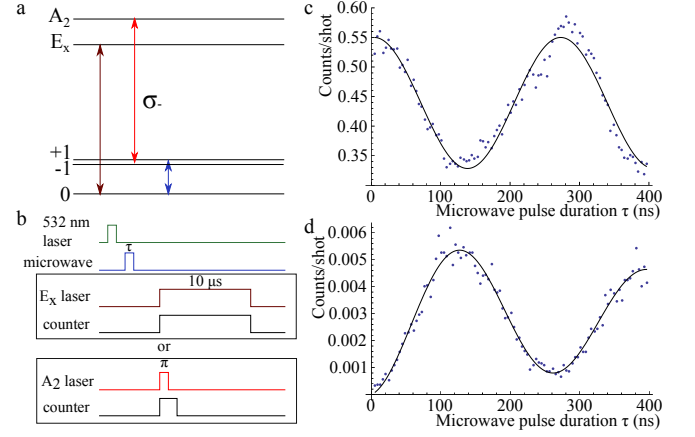 a
A₂
Eₓ
σ₋
+1
-1
0
b
532 nm
laser
τ
microwave
10 μs
Eₓ laser
counter
or
π
A₂ laser
counter
c
Counts/shot
0.60
0.55
0.50
0.45
0.40
0.35
0
100
200
300
400
Microwave pulse duration τ (ns)
d
Counts/shot
0.006
0.005
0.004
0.003
0.002
0.001
0
100
200
300
400
Microwave pulse duration τ (ns)